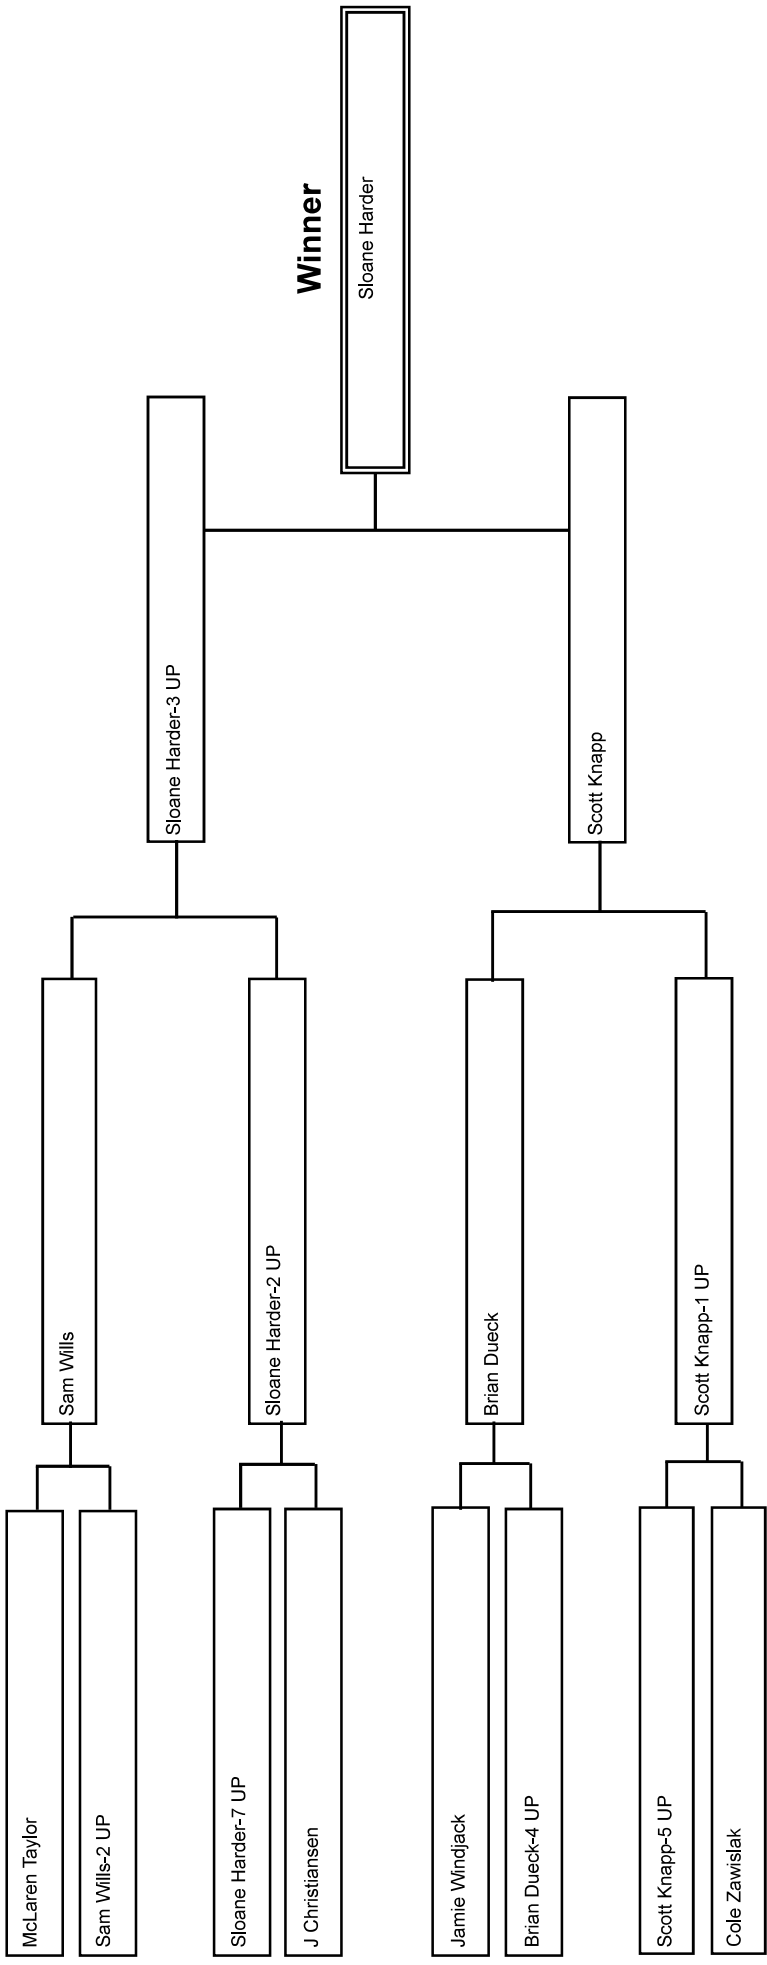 McLaren Taylor
Sam Wills-2 UP
Sloane Harder-7 UP
J Christiansen
Jamie Windjack
Brian Dueck-4 UP
Scott Knapp-5 UP
Cole Zawislak
Sam Wills
Sloane Harder-2 UP
Brian Dueck
Scott Knapp-1 UP
Sloane Harder-3 UP
Scott Knapp
Winner
Sloane Harder